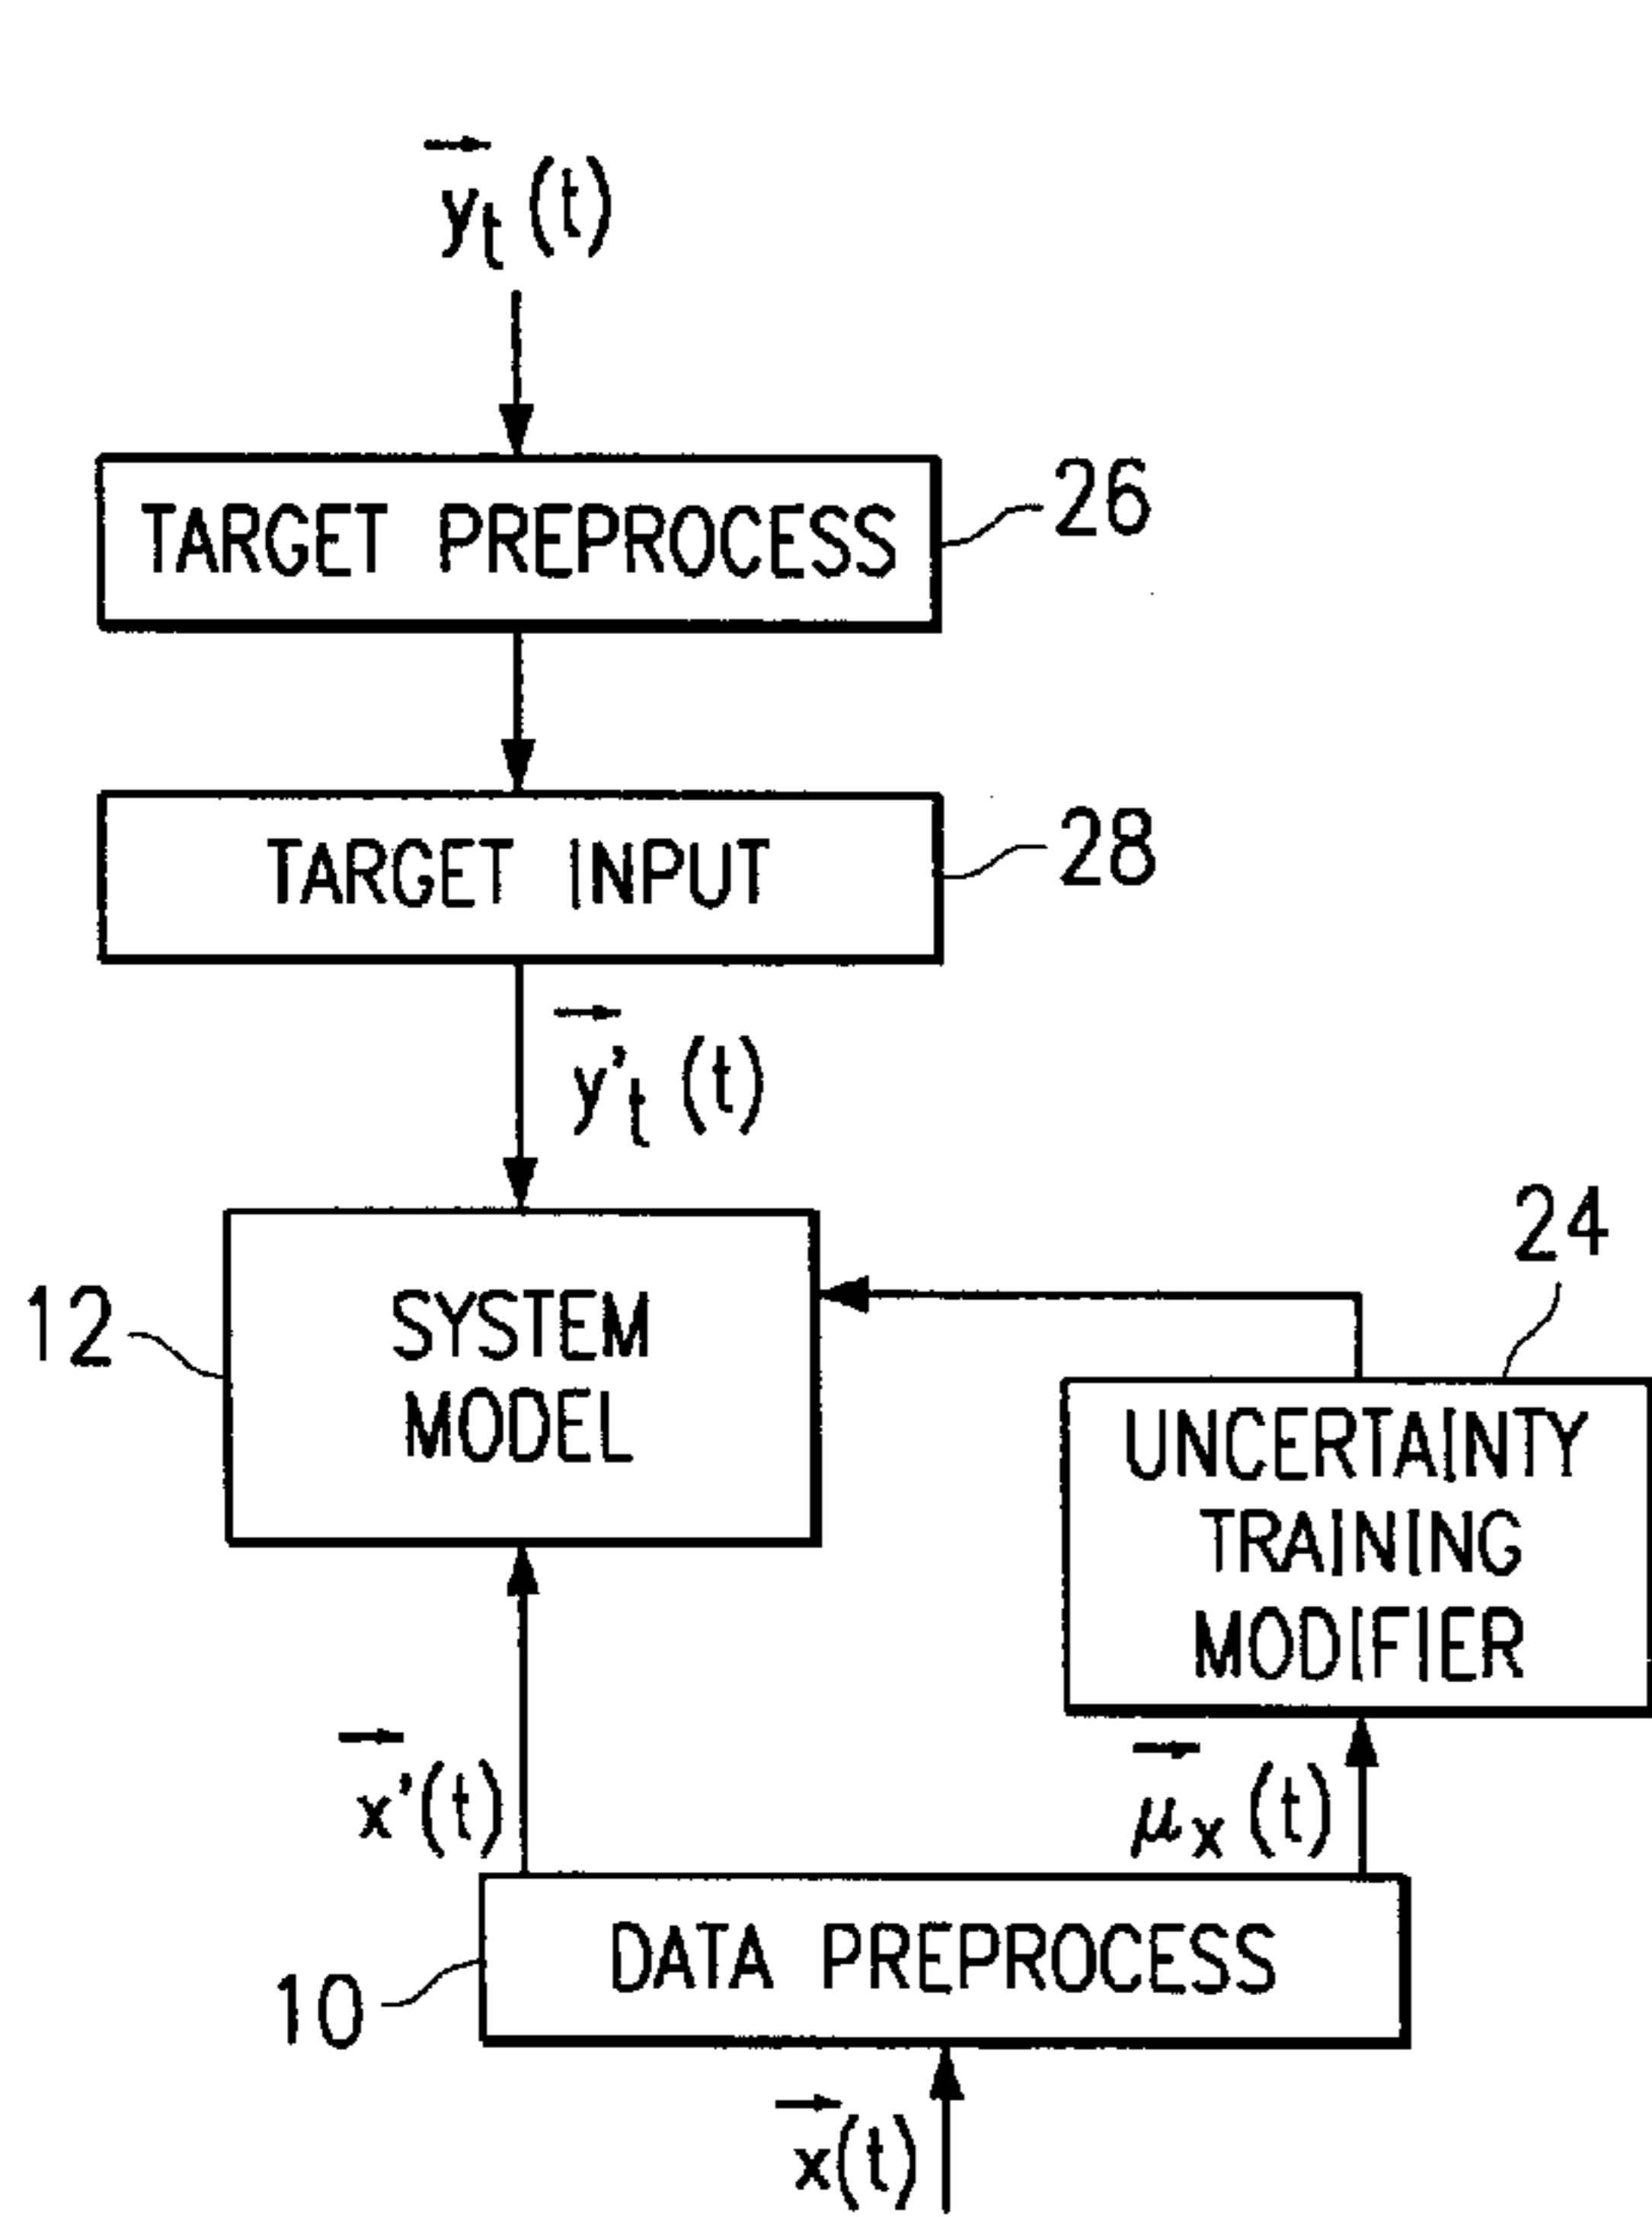 y⃗t (t)
TARGET PREPROCESS
26
TARGET INPUT
28
y⃗'t (t)
24
12
SYSTEM
MODEL
UNCERTAINTY
TRAINING
MODIFIER
x⃗'(t)
μ⃗x (t)
DATA PREPROCESS
10
x⃗(t)